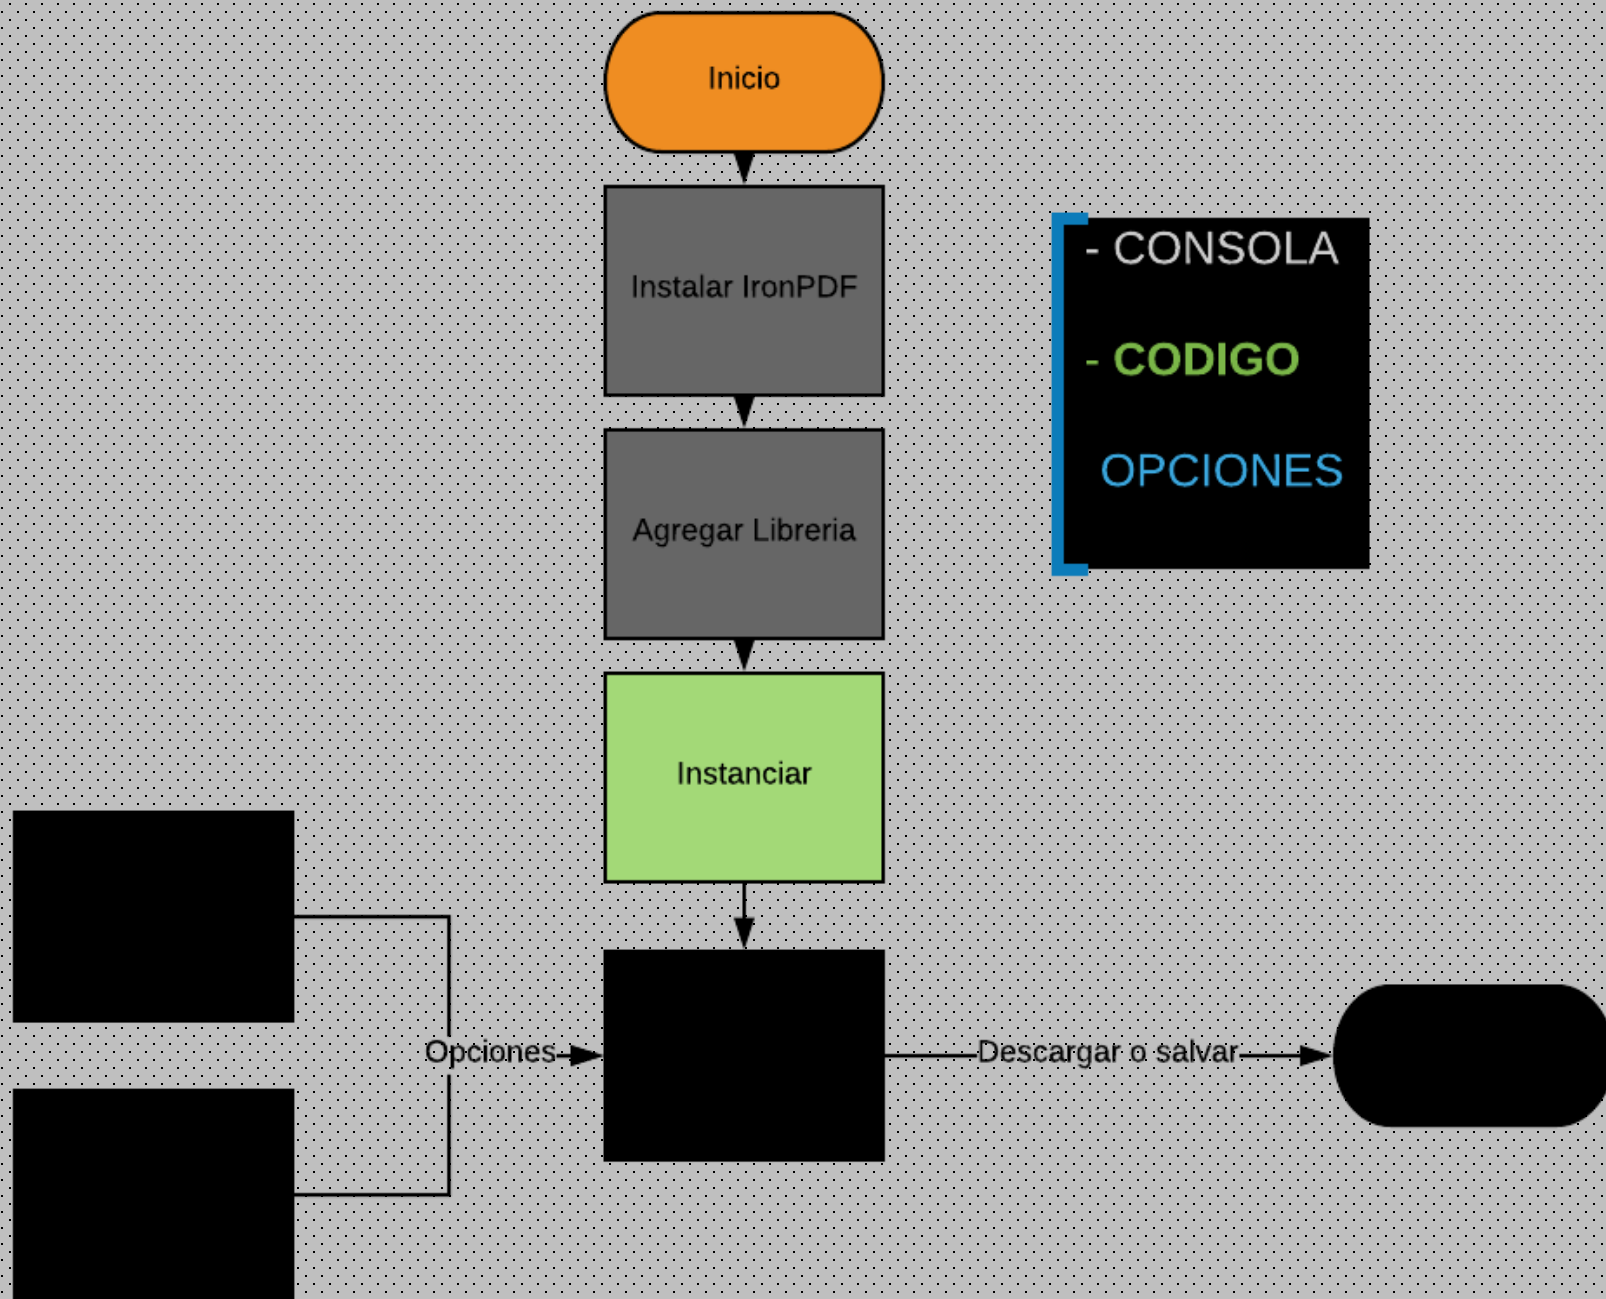 Inicio
Instalar IronPDF
- CONSOLA
- CODIGO
OPCIONES
Agregar Libreria
Instanciar
Opciones
Descargar o salvar